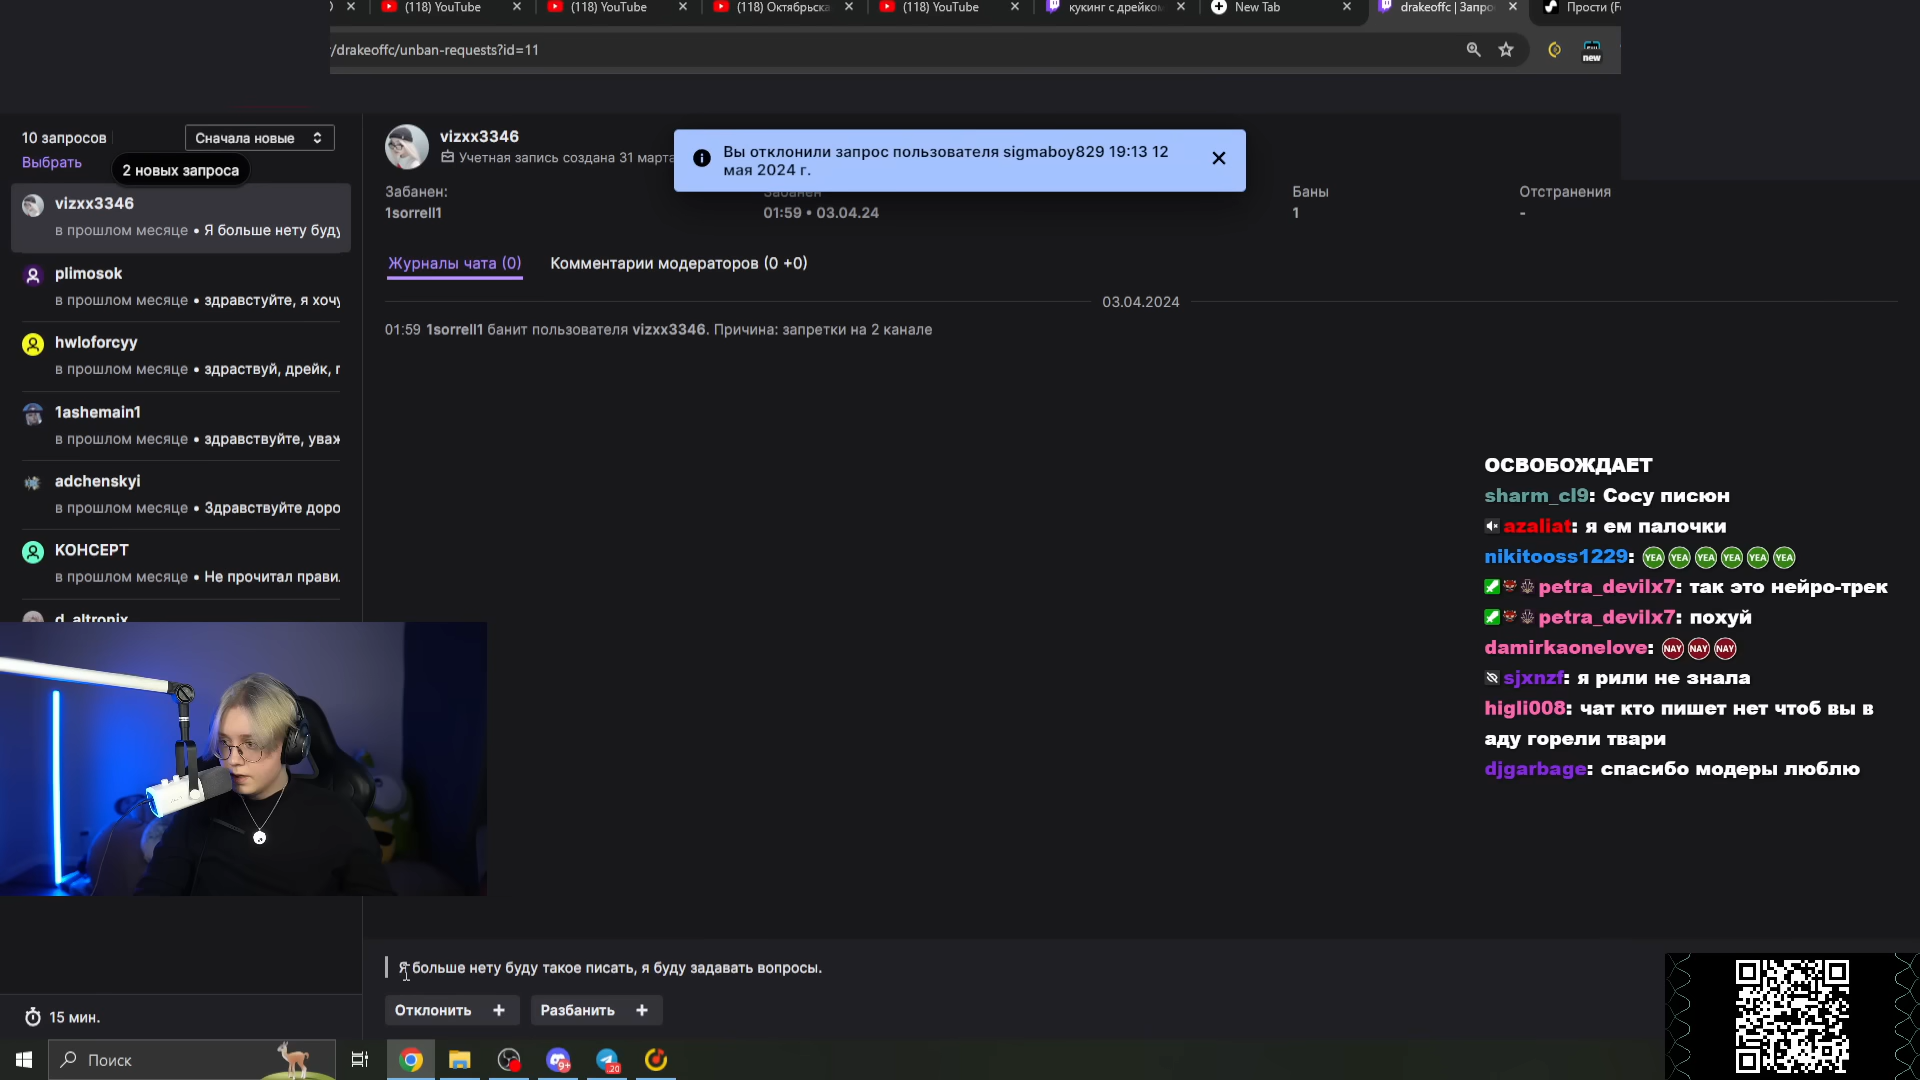 (118) YouTube
(118) YouTube
(118) Октябрьска
(118) YouTube
кукинг с дрейком
New Tab
drakeoffc | Запро
Прости (Fe
/drakeoffc/unban-requests?id=11
new
10 запросов
Сначала новые
Выбрать
2 новых запроса
vizxx3346
в прошлом месяце • Я больше нету буду
plimosok
в прошлом месяце • здравстуйте, я хочу
hwloforcyy
в прошлом месяце • здраствуй, дрейк,
1ashemain1
в прошлом месяце • здравствуйте, уваж
adchenskyi
в прошлом месяце • Здравствуйте доро
КОНСЕРТ
в прошлом месяце • Не прочитал прави
d_altronix
15 мин.
vizxx3346
Учетная запись создана 31 марта
Вы отклонили запрос пользователя sigmaboy829 19:13 12
мая 2024 г.
Забанен:
1sorrell1
Забанен
01:59 • 03.04.24
Баны
1
Отстранения
-
Журналы чата (0)
Комментарии модераторов (0 +0)
03.04.2024
01:59 1sorrell1 банит пользователя vizxx3346. Причина: запретки на 2 канале
ОСВОБОЖДАЕТ
sharm_cl9: Сосу писюн
azaliat: я ем палочки
nikitooss1229: YEA YEA YEA YEA YEA YEA
petra_devilx7: так это нейро-трек
petra_devilx7: похуй
damirkaonelove: NAY NAY NAY
sjxnzf: я рили не знала
higli008: чат кто пишет нет чтоб вы в
аду горели твари
djgarbage: спасибо модеры люблю
Я больше нету буду такое писать, я буду задавать вопросы.
Отклонить +
Разбанить +
Поиск
9+
20